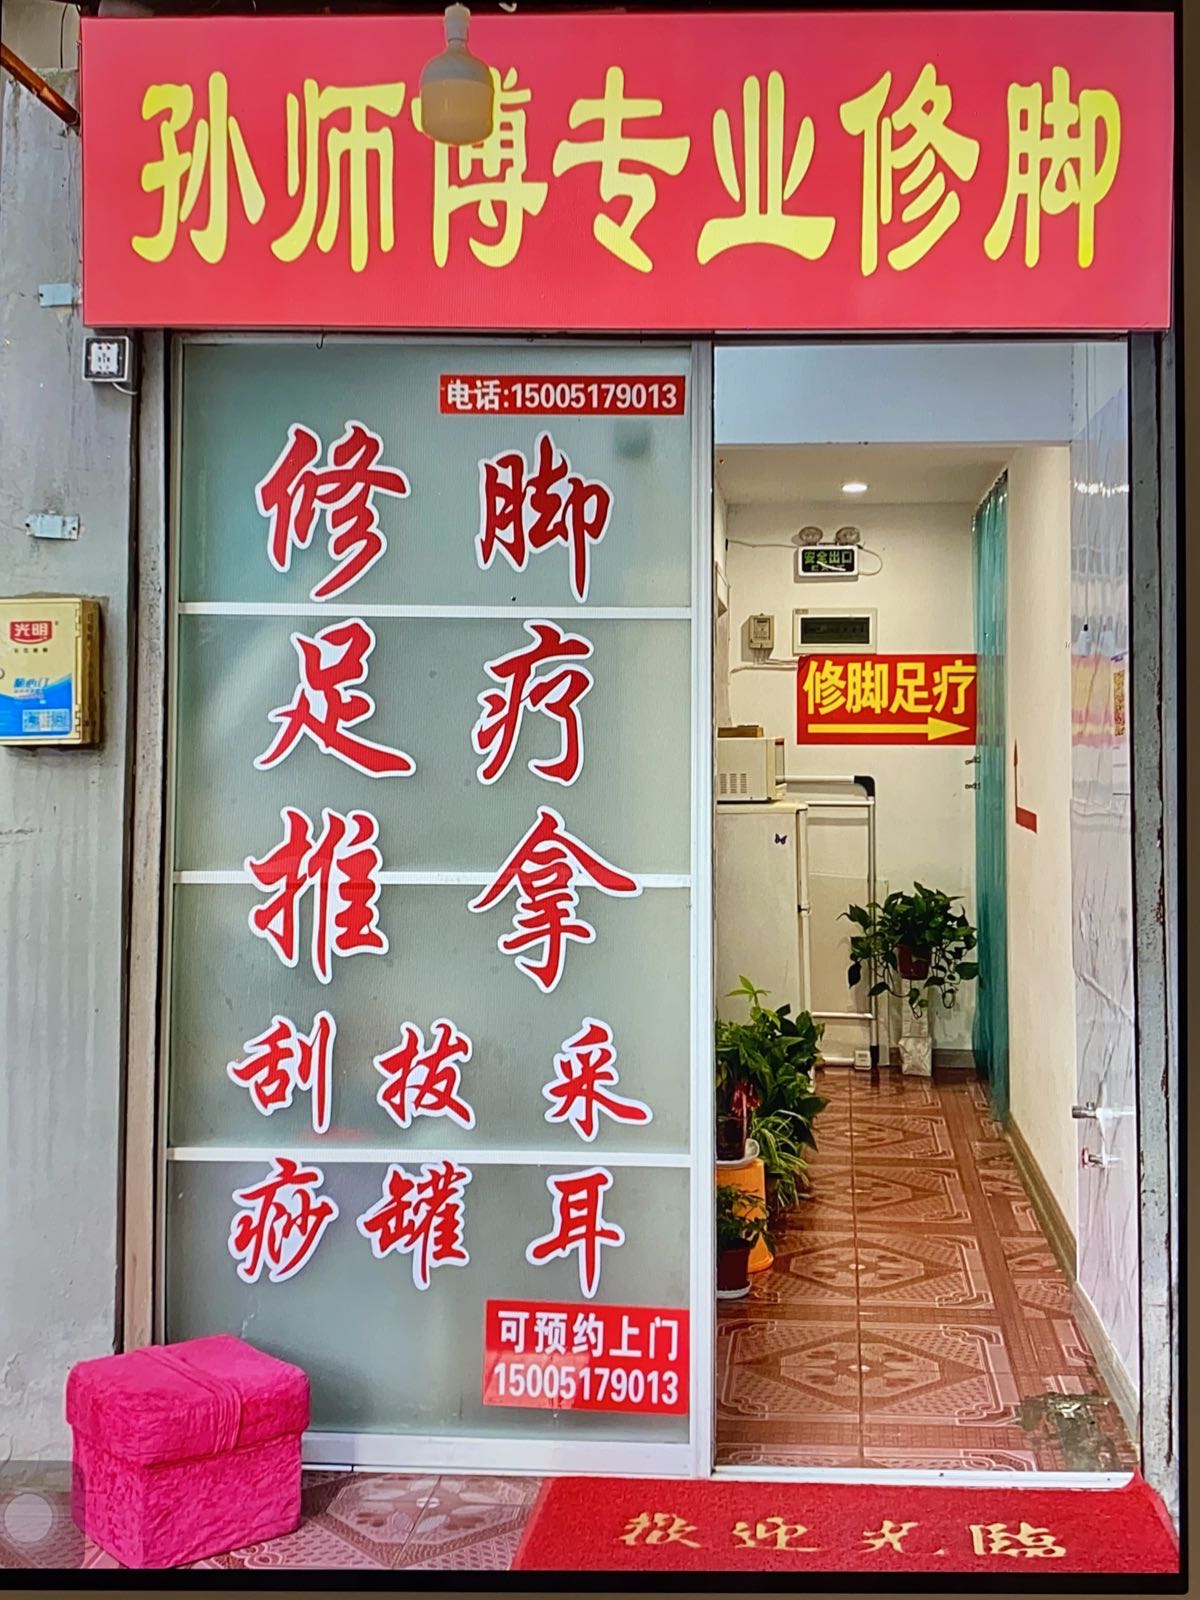 孙师博专业修脚
电话:15005179013
修脚
足疗
推拿
刮痧
拔罐
采耳
可预约上门
15005179013
安全出口
修脚足疗
光明
欢迎光臨